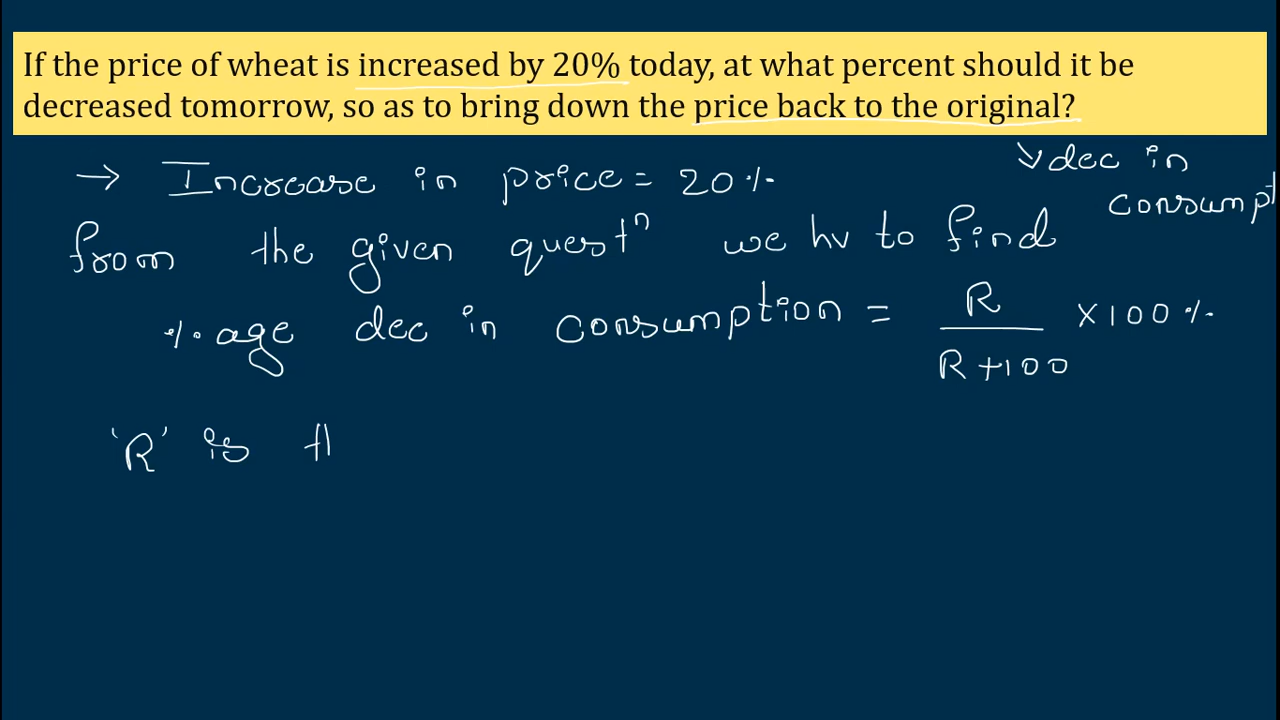 If the price of wheat is increased by 20% today, at what percent should it be
decreased tomorrow, so as to bring down the price back to the original?
→ Increase in price = 20%
↘ dec in
consumpt
from the given questⁿ we hv to find
%age dec in consumption = R / R+100 × 100%
'R' is th